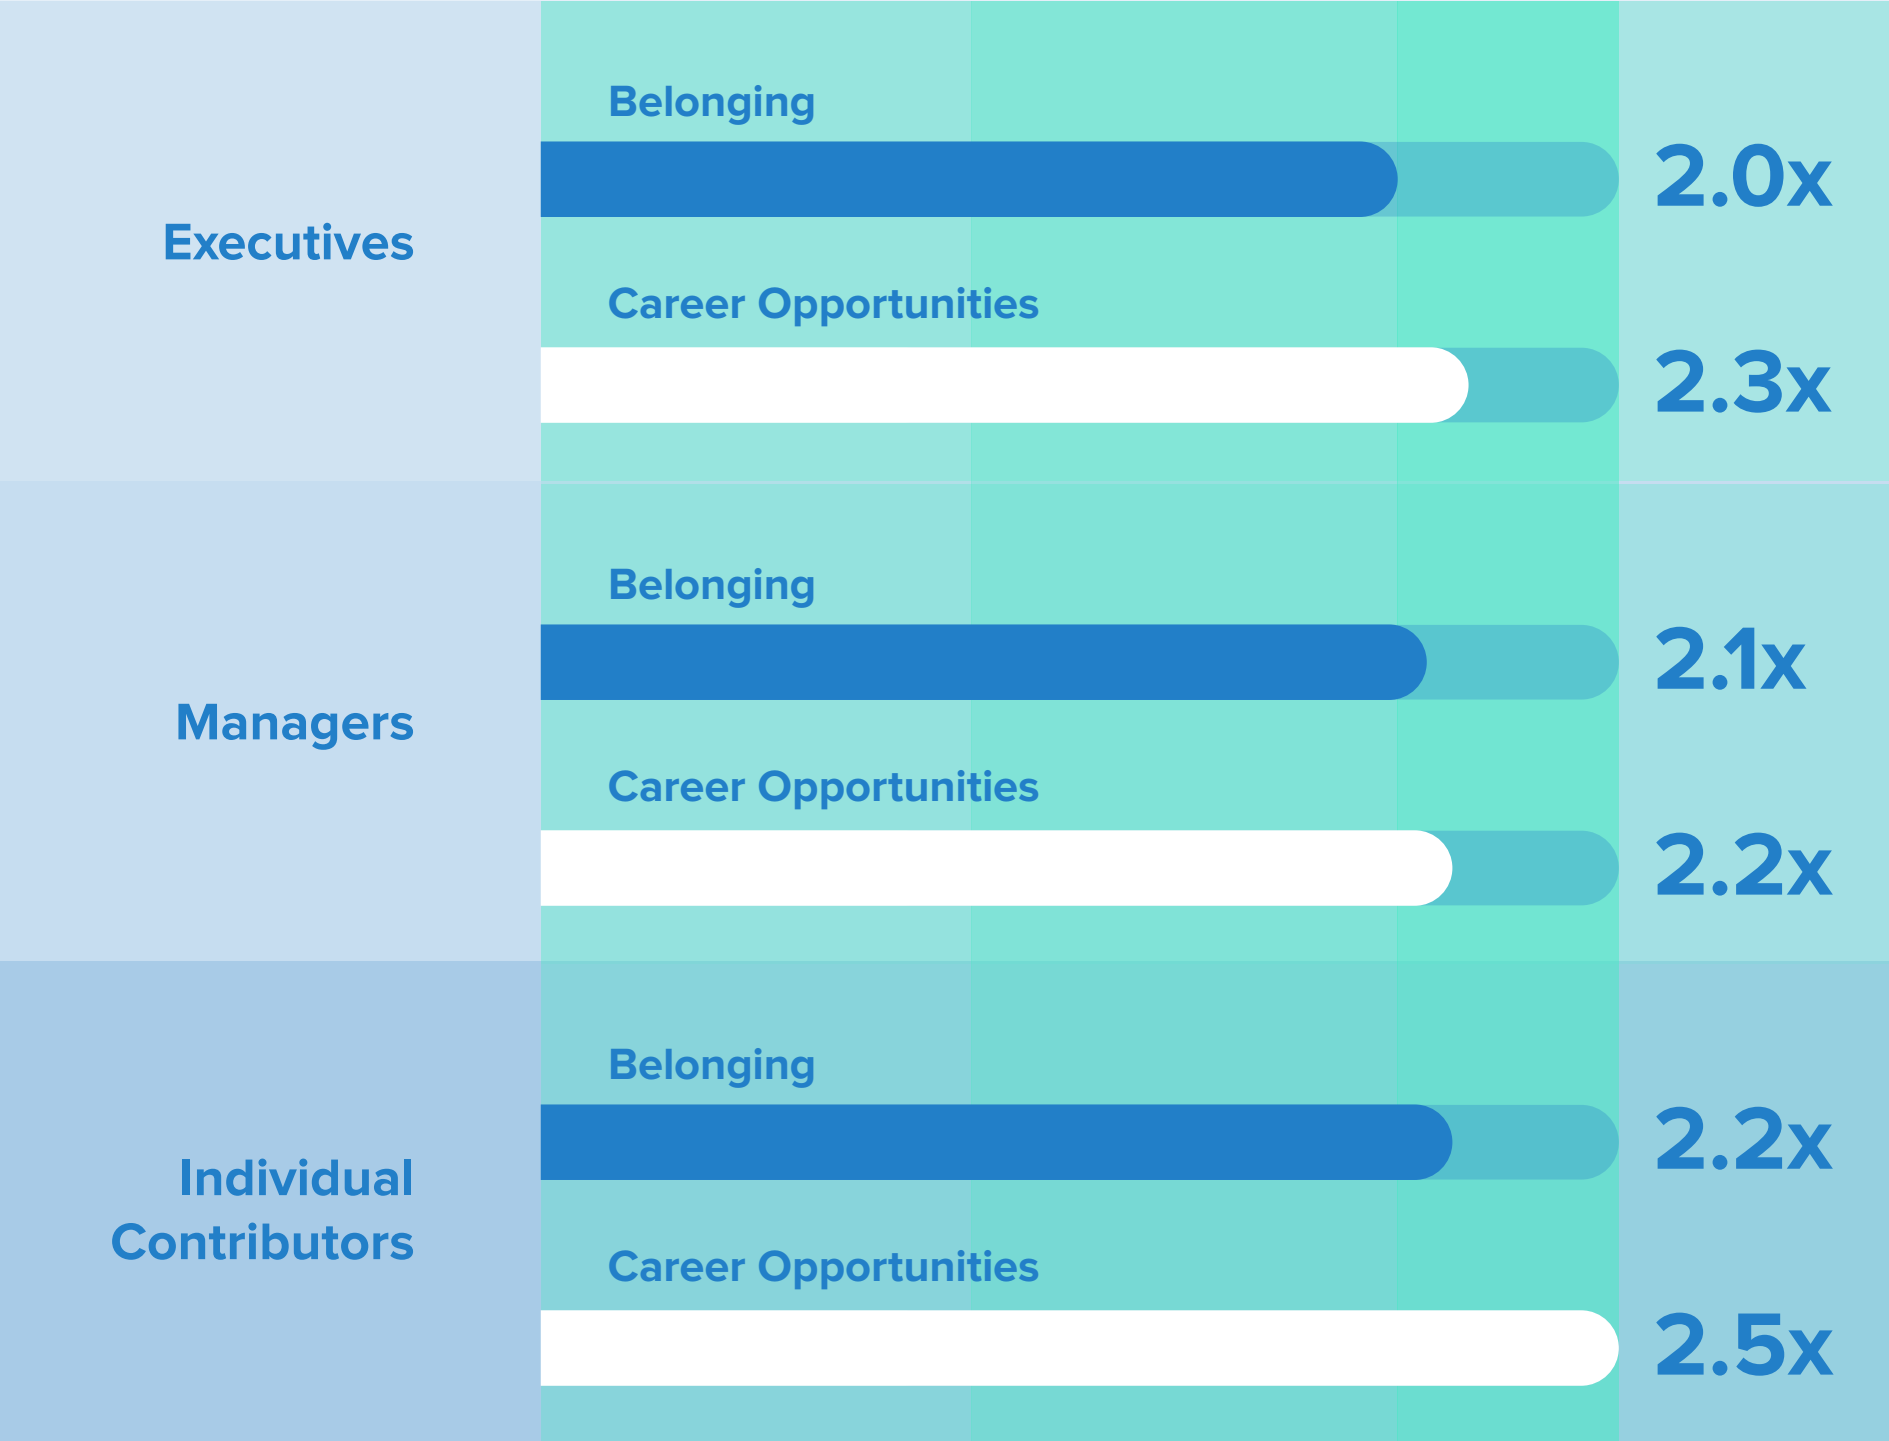 Executives
Belonging
2.0x
Career Opportunities
2.3x
Managers
Belonging
2.1x
Career Opportunities
2.2x
Individual
Contributors
Belonging
2.2x
Career Opportunities
2.5x